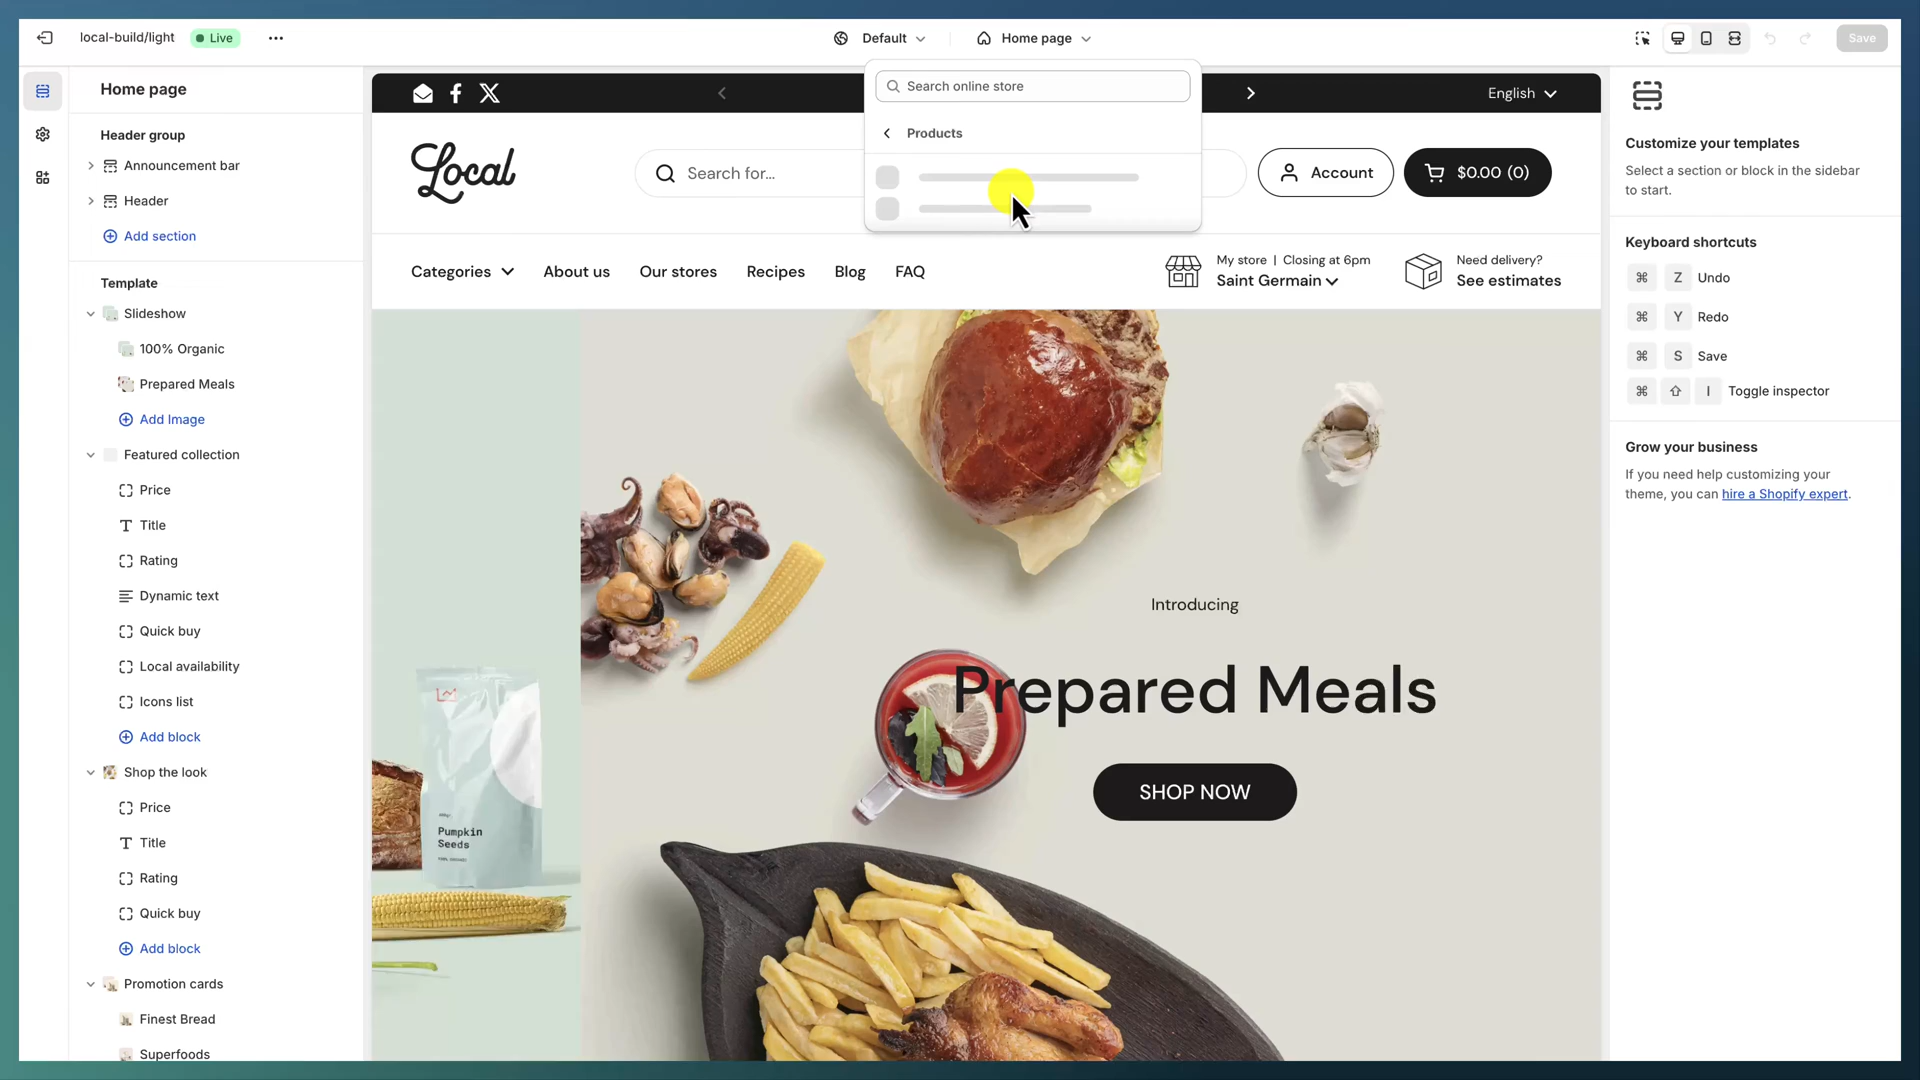 local-build/light
Live
Default
Home page
Save
Home page
Header group
Announcement bar
Header
Add section
Template
Slideshow
100% Organic
Prepared Meals
Add Image
Featured collection
Price
Title
Rating
Dynamic text
Quick buy
Local availability
Icons list
Add block
Shop the look
Price
Title
Rating
Quick buy
Add block
Promotion cards
Finest Bread
Superfoods
Search online store
Products
English
Local
Search for...
Account
$0.00 (0)
Categories
About us
Our stores
Recipes
Blog
FAQ
My store | Closing at 6pm
Saint Germain
Need delivery?
See estimates
Introducing
Prepared Meals
SHOP NOW
Pumpkin
Seeds
Customize your templates
Select a section or block in the sidebar
to start.
Keyboard shortcuts
⌘ Z Undo
⌘ Y Redo
⌘ S Save
⌘ ⇧ I Toggle inspector
Grow your business
If you need help customizing your
theme, you can hire a Shopify expert.